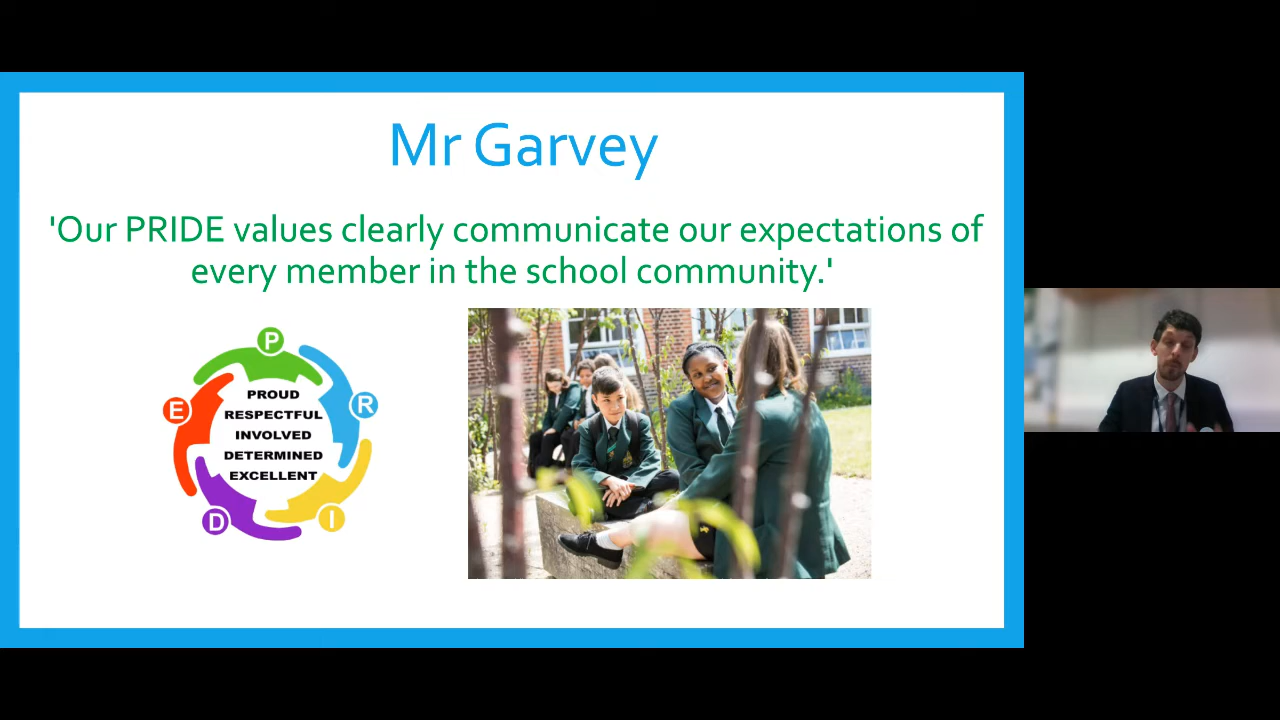 Mr Garvey
'Our PRIDE values clearly communicate our expectations of
every member in the school community.'
P
E
R
PROUD
RESPECTFUL
INVOLVED
DETERMINED
EXCELLENT
D
I